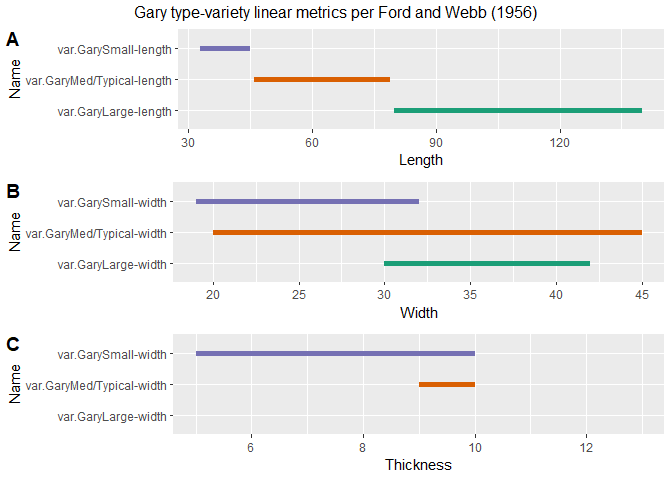 Gary type-variety linear metrics per Ford and Webb (1956)
A
Name
var.GarySmall-length
var.GaryMed/Typical-length
var.GaryLarge-length
30 60 90 120
Length
B
Name
var.GarySmall-width
var.GaryMed/Typical-width
var.GaryLarge-width
20 25 30 35 40 45
Width
C
Name
var.GarySmall-width
var.GaryMed/Typical-width
var.GaryLarge-width
6 8 10 12
Thickness